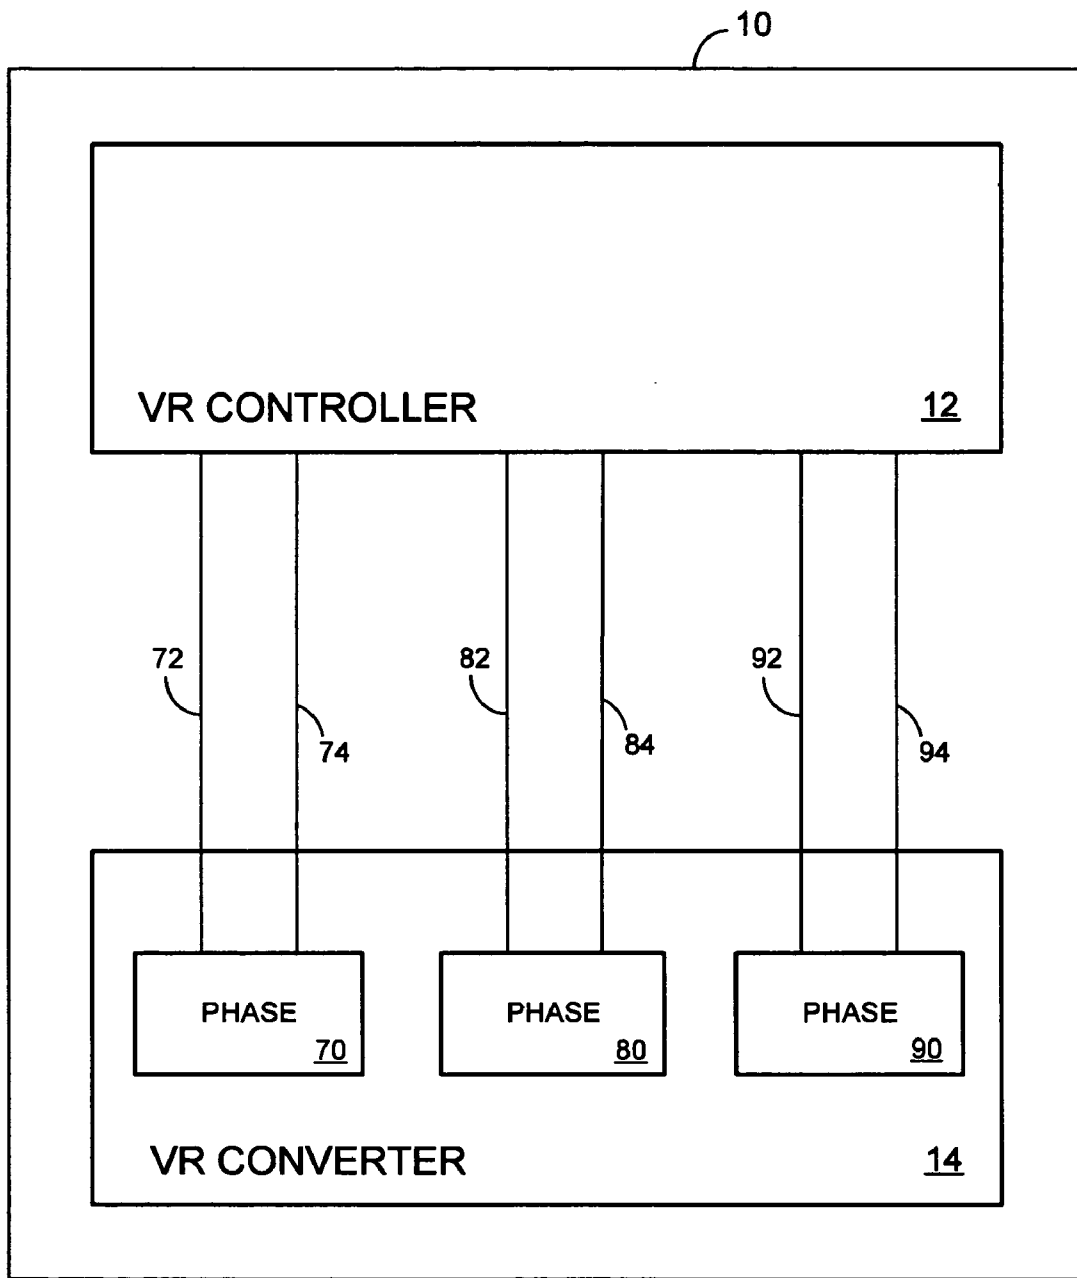 10
VR CONTROLLER 12
72 82 92
74 84 94
PHASE 70
PHASE 80
PHASE 90
VR CONVERTER 14